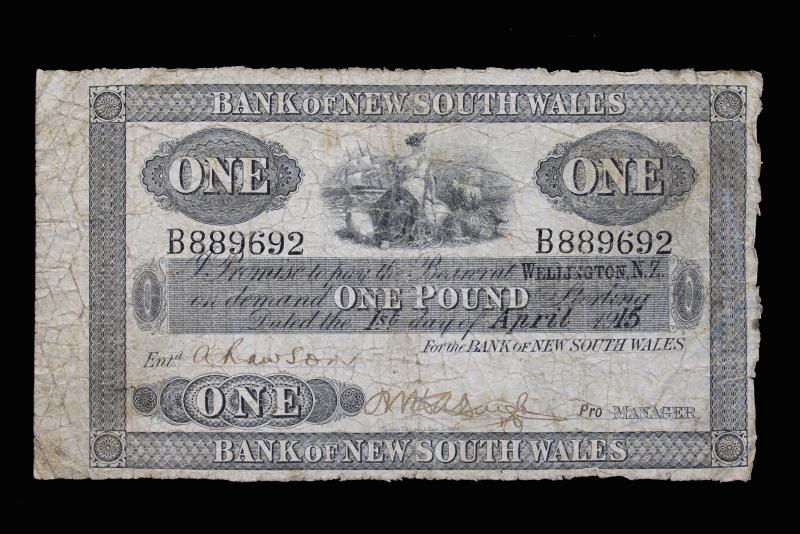 BANK OF NEW SOUTH WALES
ONE ONE
B889692 B889692
I Promise to pay the Bearer at WELLINGTON, N.Z.
on demand ONE POUND Sterling
Dated the 1st day of April 1915
For the BANK OF NEW SOUTH WALES
Entd A Rawson
ONE Pro MANAGER
BANK OF NEW SOUTH WALES